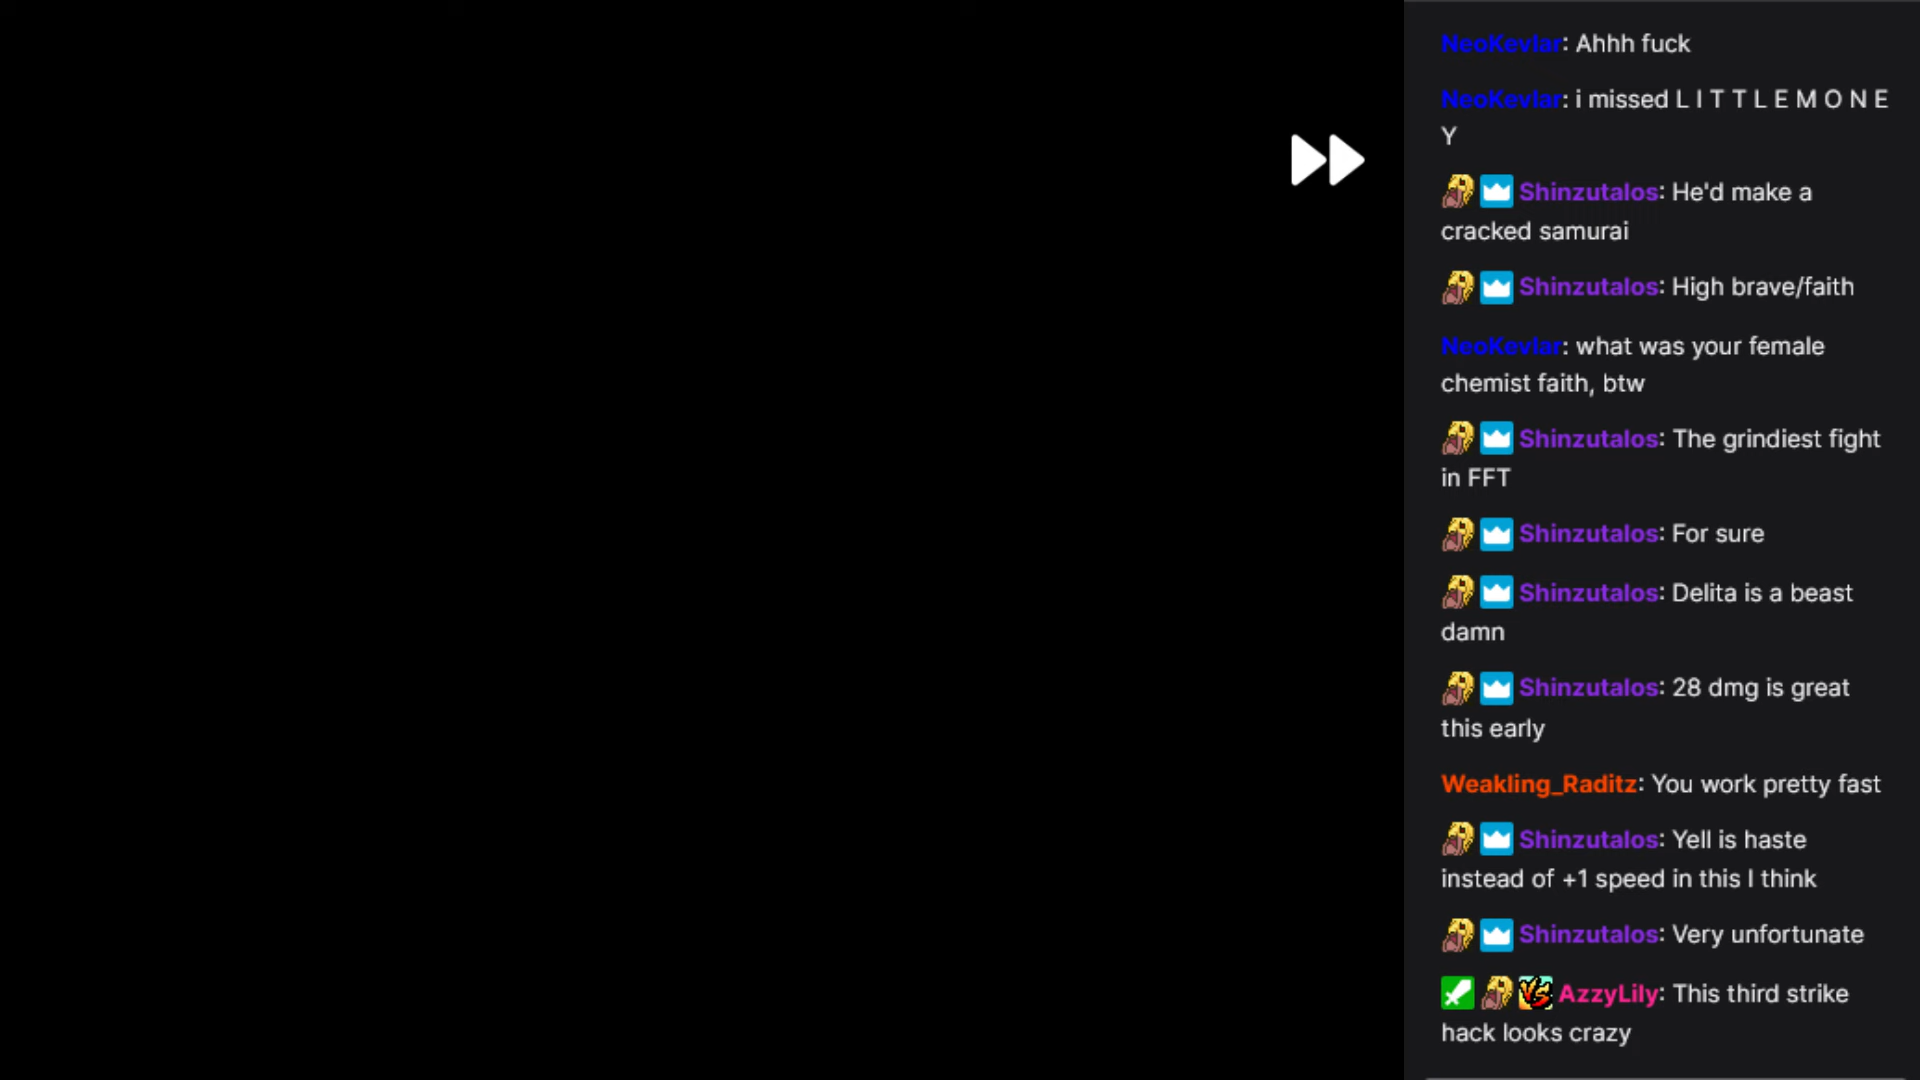 NeoKevlar: Ahhh fuck
NeoKevlar: i missed L I T T L E M O N E
Y
Shinzutalos: He'd make a
cracked samurai
Shinzutalos: High brave/faith
NeoKevlar: what was your female
chemist faith, btw
Shinzutalos: The grindiest fight
in FFT
Shinzutalos: For sure
Shinzutalos: Delita is a beast
damn
Shinzutalos: 28 dmg is great
this early
Weakling_Raditz: You work pretty fast
Shinzutalos: Yell is haste
instead of +1 speed in this I think
Shinzutalos: Very unfortunate
VS AzzyLily: This third strike
hack looks crazy